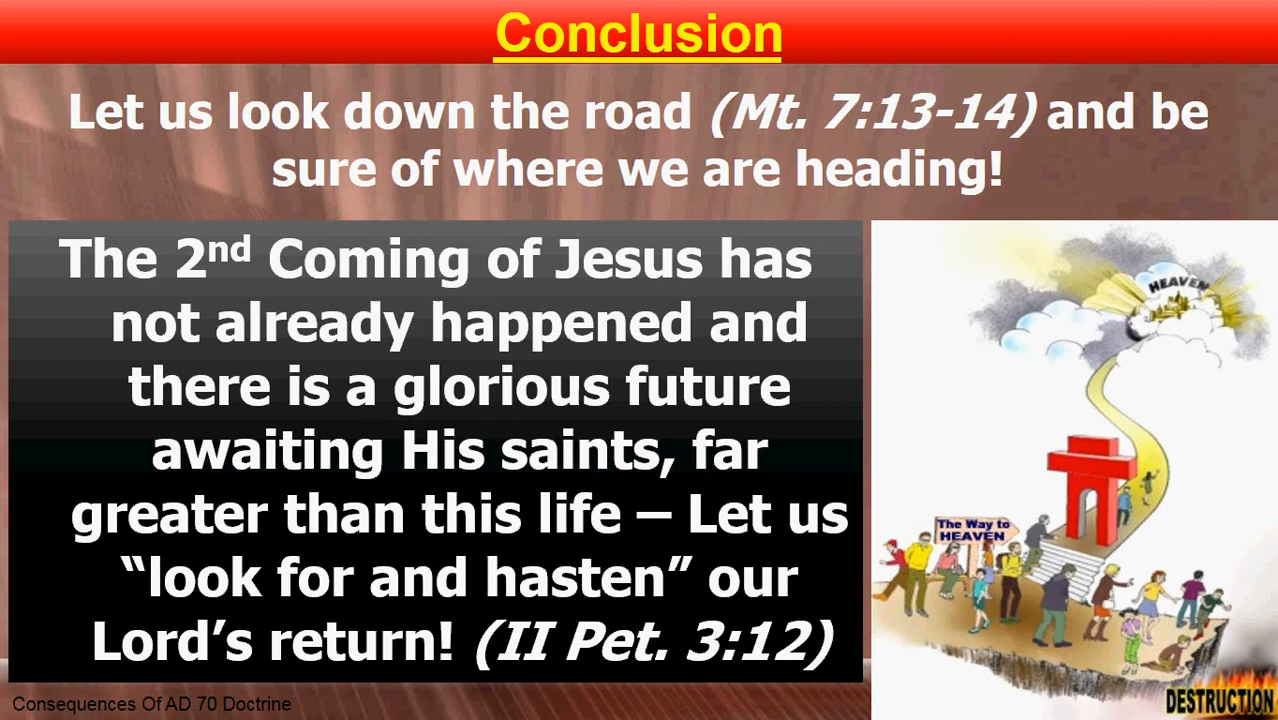 Conclusion
Let us look down the road (Mt. 7:13-14) and be
sure of where we are heading!
The 2nd Coming of Jesus has
not already happened and
there is a glorious future
awaiting His saints, far
greater than this life – Let us
“look for and hasten” our
Lord’s return! (II Pet. 3:12)
HEAVEN
The Way to
HEAVEN
DESTRUCTION
Consequences Of AD 70 Doctrine